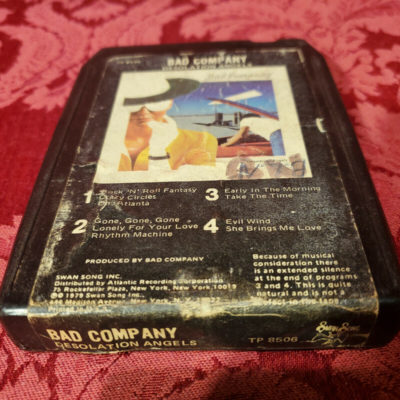 BAD COMPANY
DESOLATION ANGELS
Bad Company
1 Rock 'N' Roll Fantasy
Crazy Circles
Atlanta
2 Gone, Gone, Gone
Lonely For Your Love
Rhythm Machine
3 Early In The Morning
Take The Time
4 Evil Wind
She Brings Me Love
PRODUCED BY BAD COMPANY
SWAN SONG INC.
Distributed by Atlantic Recording Corporation
Rockefeller Plaza, New York, New York 10019
℗ 1979 Swan Song Inc.,
Because of musical
consideration there
is an extended silence
at the end of programs
3 and 4. This is quite
natural and is not a
BAD COMPANY
DESOLATION ANGELS
TP 8506
Swan Song